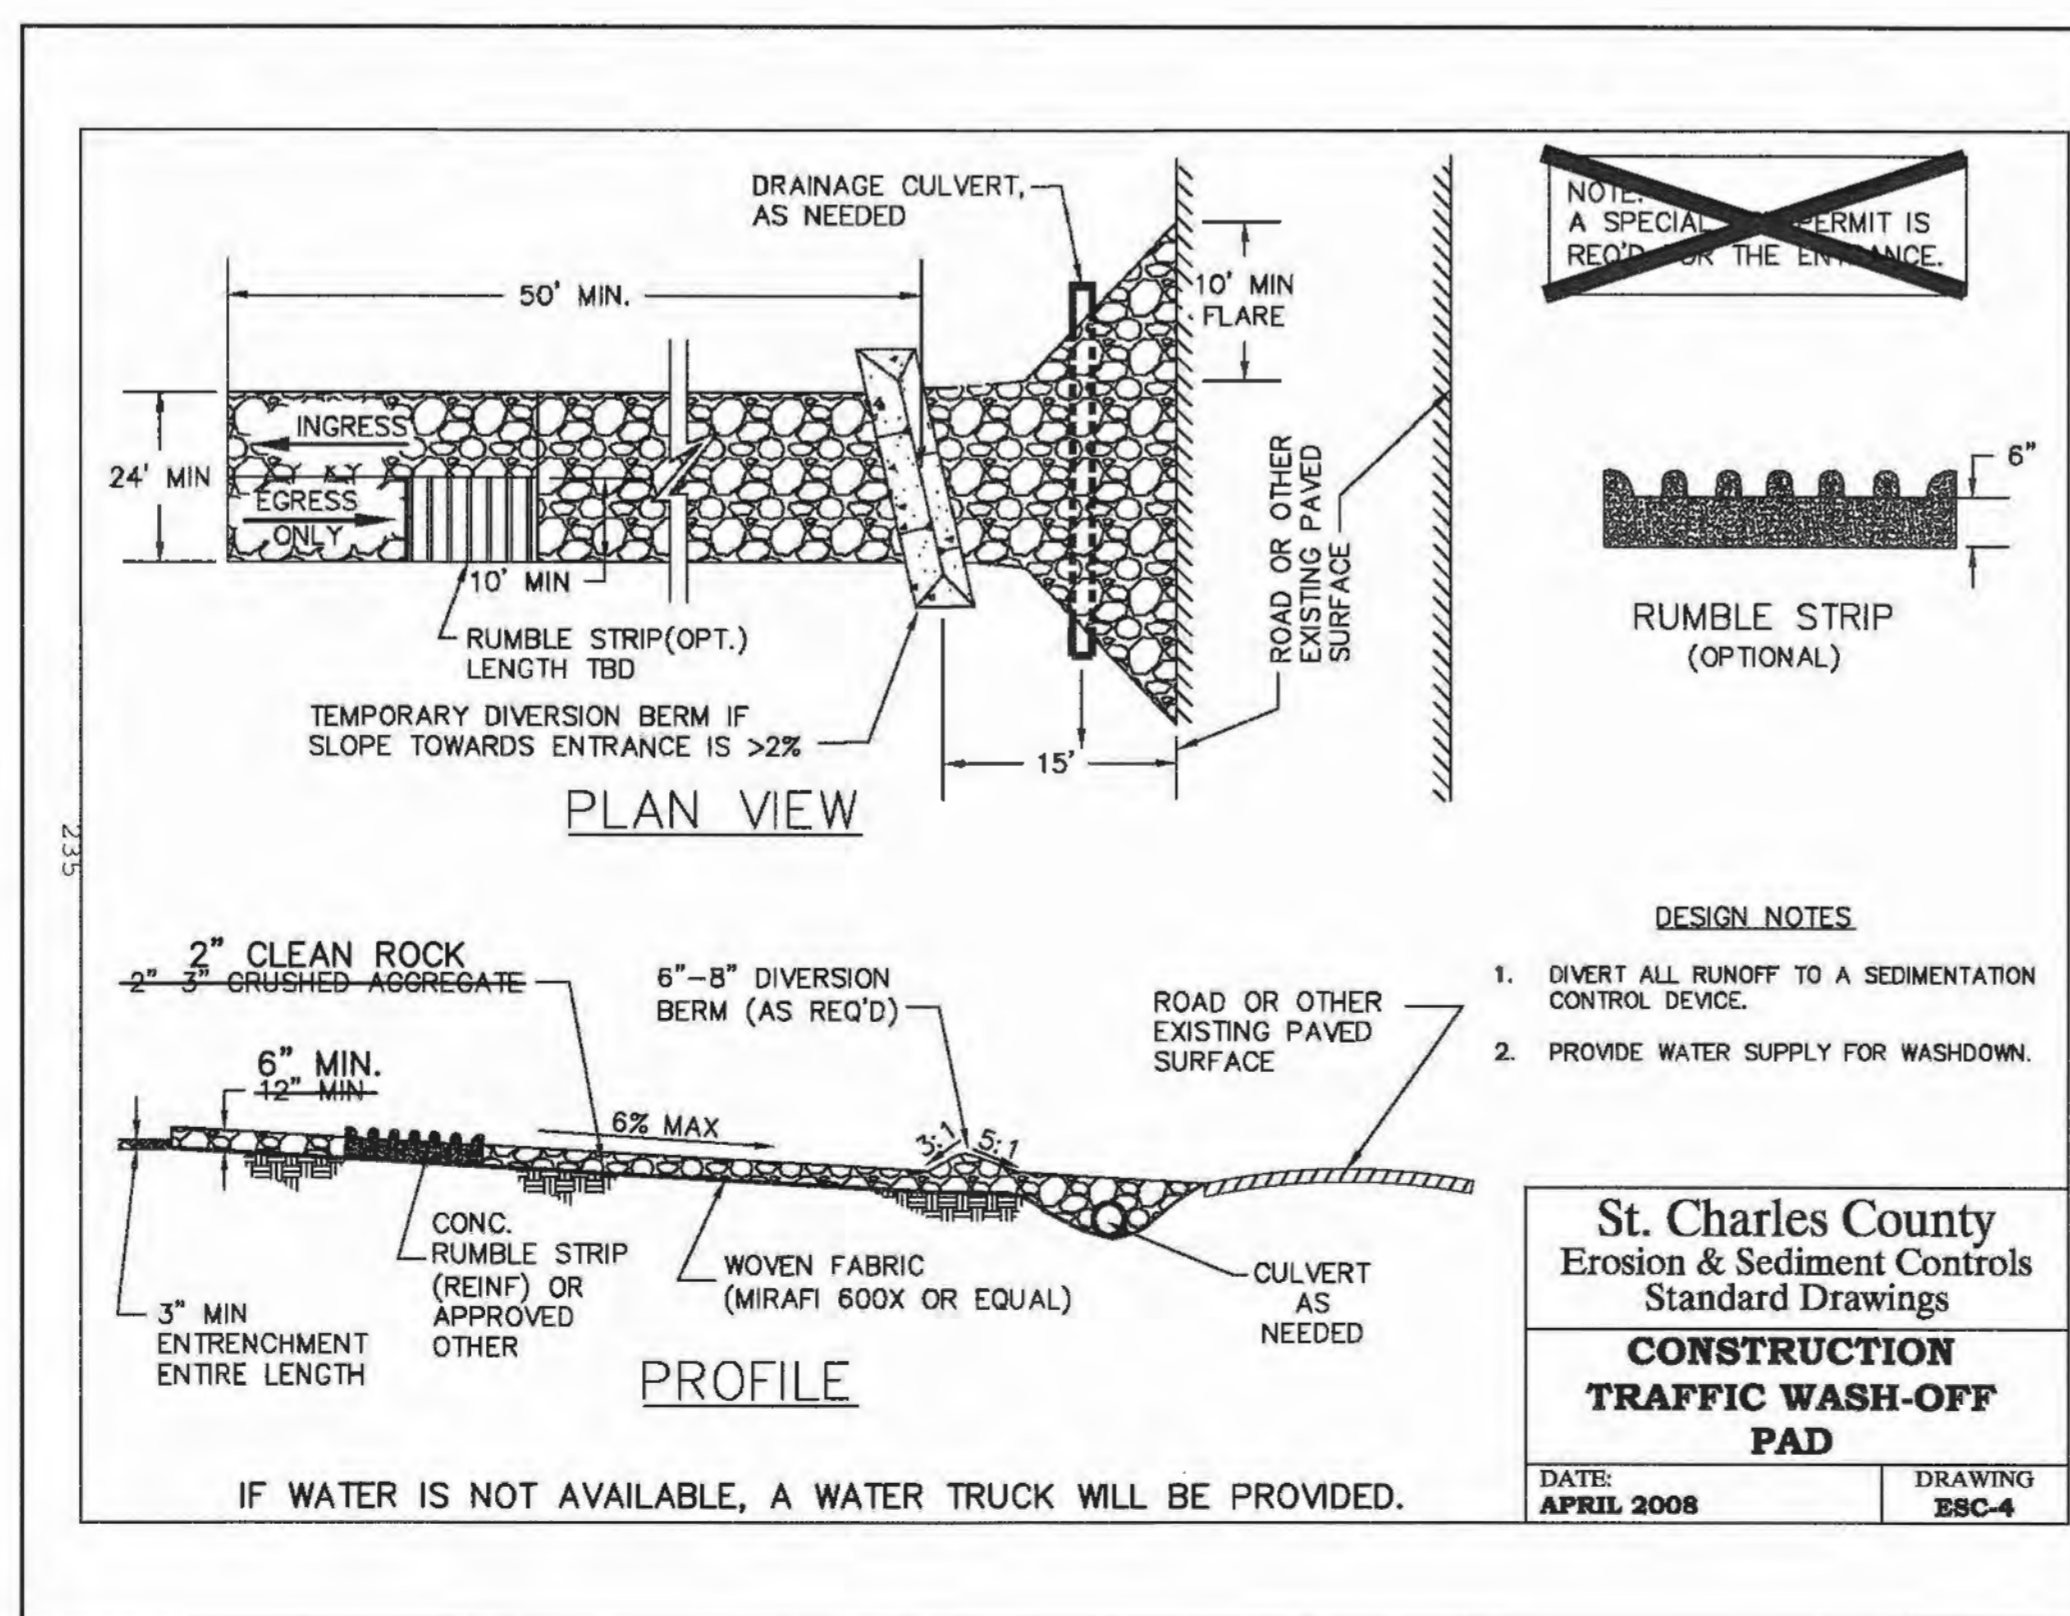 DRAINAGE CULVERT,
AS NEEDED
50' MIN.
10' MIN
FLARE
NOTE:
A SPECIAL PERMIT IS
REQ'D FOR THE ENTRANCE.
INGRESS
24' MIN
EGRESS
ONLY
10' MIN
RUMBLE STRIP(OPT.)
LENGTH TBD
TEMPORARY DIVERSION BERM IF
SLOPE TOWARDS ENTRANCE IS >2%
15'
ROAD OR OTHER
EXISTING PAVED
SURFACE
6"
RUMBLE STRIP
(OPTIONAL)
PLAN VIEW
235
2" CLEAN ROCK
2" 3" CRUSHED AGGREGATE
6" MIN.
12" MIN
6"-8" DIVERSION
BERM (AS REQ'D)
6% MAX
3:1
5:1
ROAD OR OTHER
EXISTING PAVED
SURFACE
3" MIN
ENTRENCHMENT
ENTIRE LENGTH
CONC.
RUMBLE STRIP
(REINF) OR
APPROVED
OTHER
WOVEN FABRIC
(MIRAFI 600X OR EQUAL)
CULVERT
AS
NEEDED
PROFILE
DESIGN NOTES
1. DIVERT ALL RUNOFF TO A SEDIMENTATION
CONTROL DEVICE.
2. PROVIDE WATER SUPPLY FOR WASHDOWN.
IF WATER IS NOT AVAILABLE, A WATER TRUCK WILL BE PROVIDED.
St. Charles County
Erosion & Sediment Controls
Standard Drawings
CONSTRUCTION
TRAFFIC WASH-OFF
PAD
DATE:
APRIL 2008
DRAWING
ESC-4